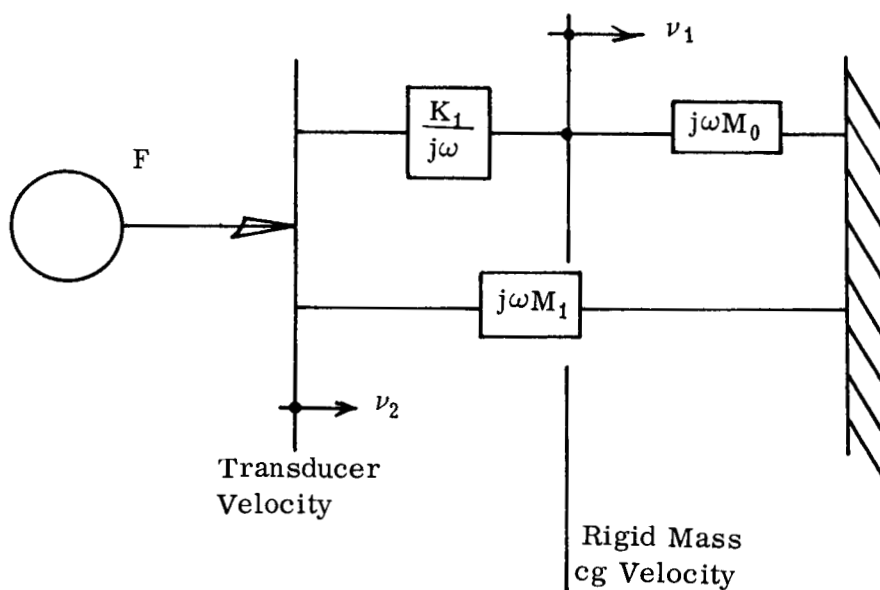 ν₁
F
K₁
jω
jωM₀
jωM₁
ν₂
Transducer
Velocity
Rigid Mass
cg Velocity